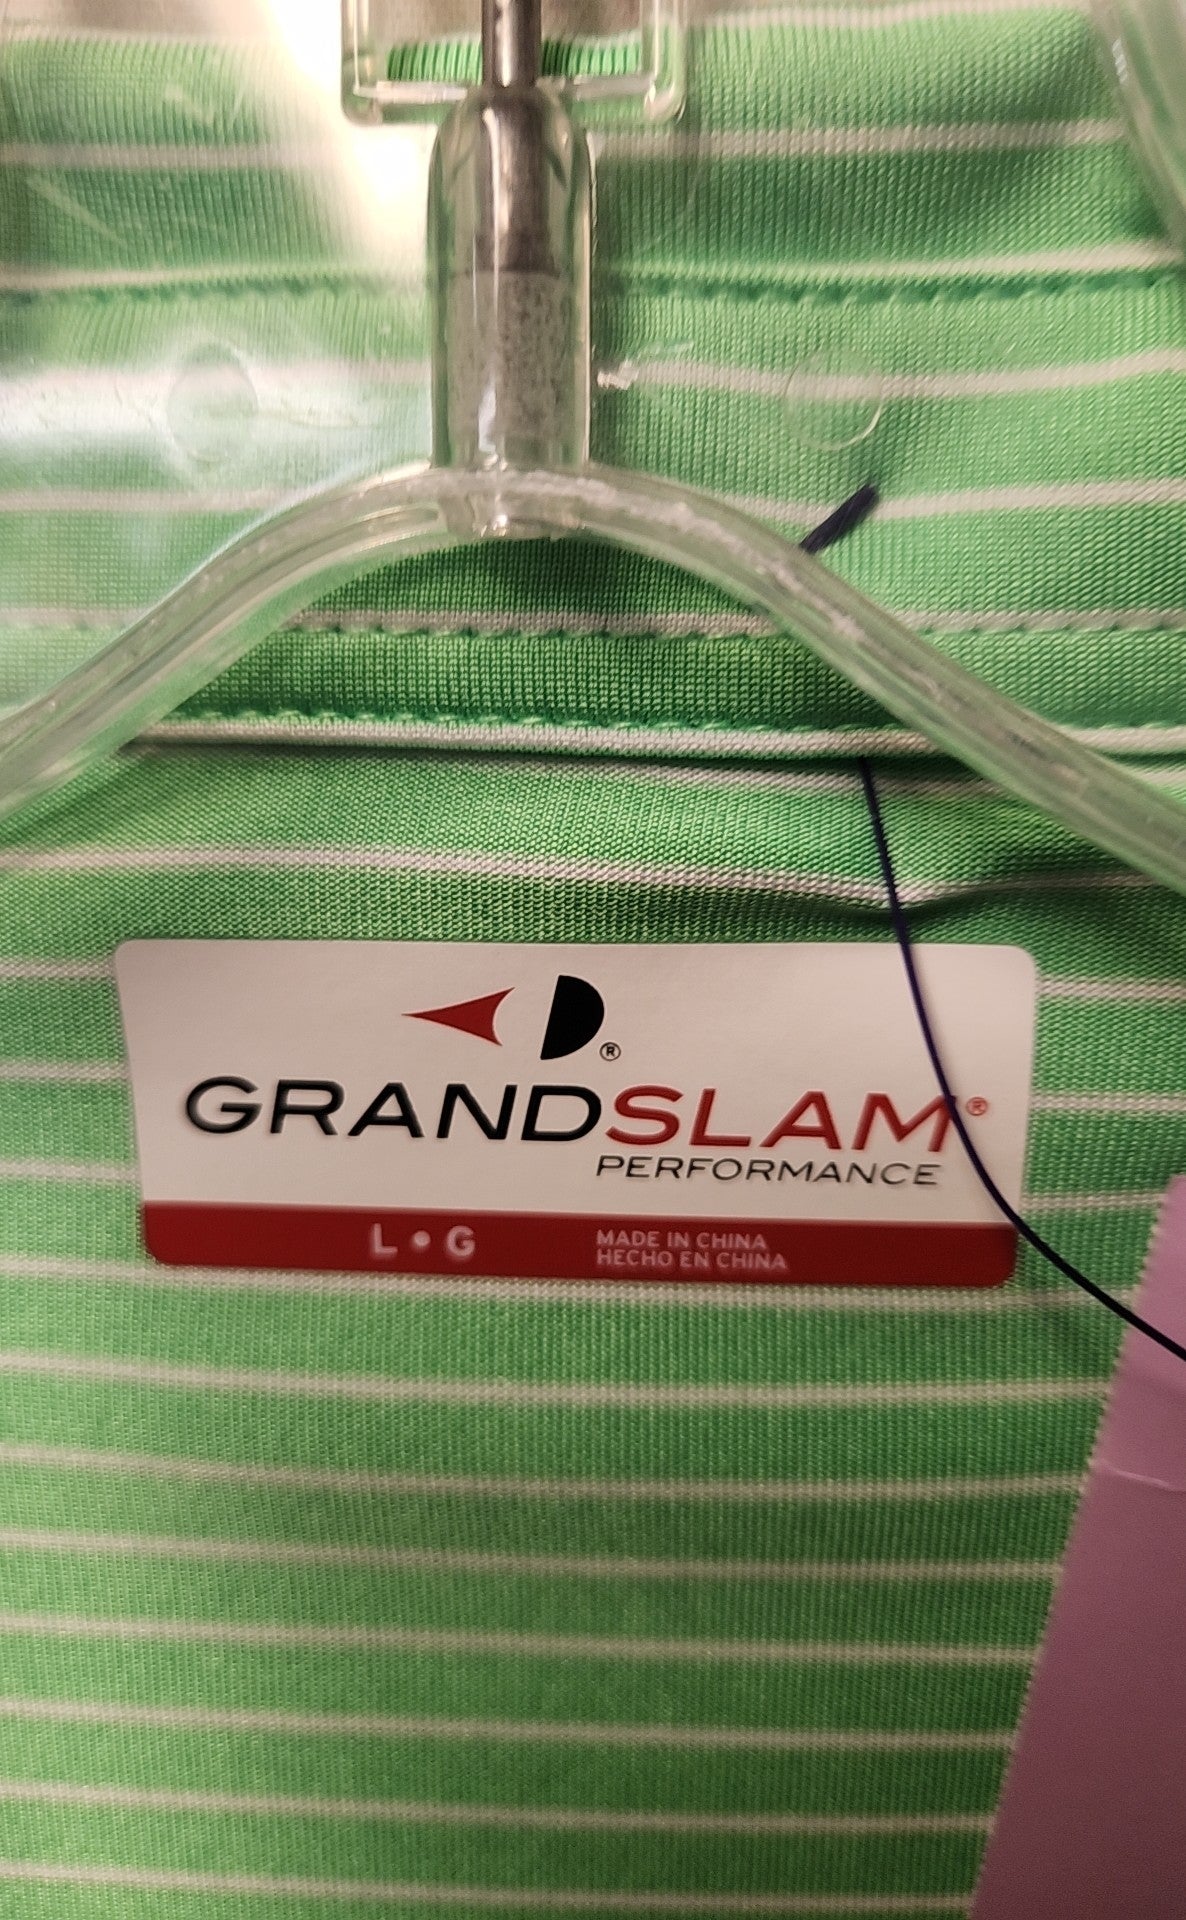 ®
GRANDSLAM®
PERFORMANCE
L • G
MADE IN CHINA
HECHO EN CHINA